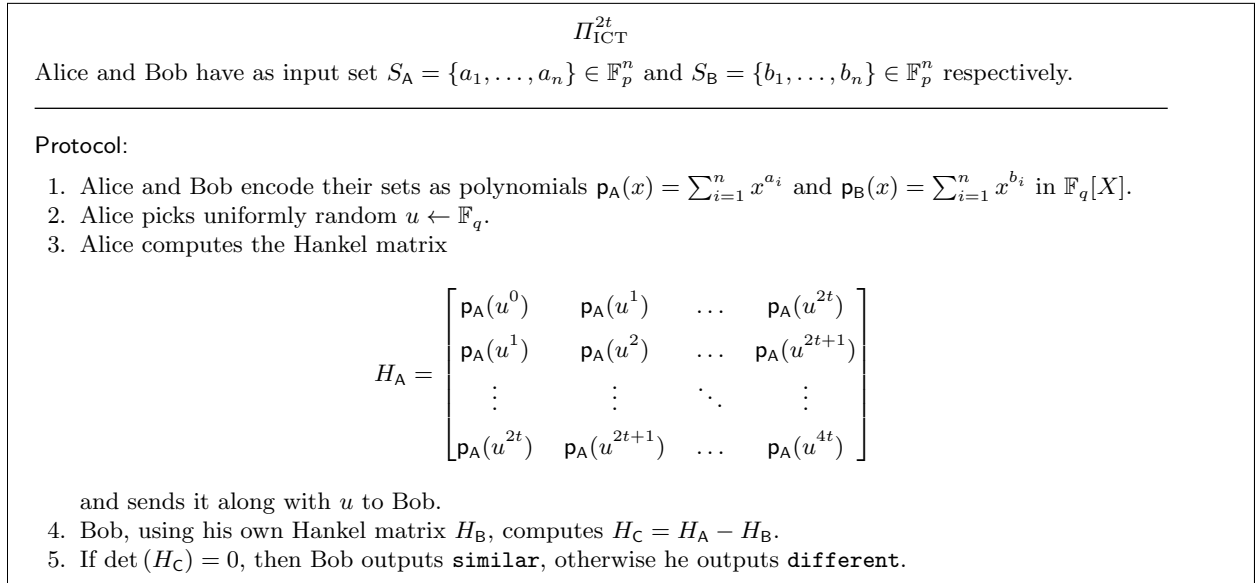 Π^{2t}_{ICT}
Alice and Bob have as input set S_A = {a_1, …, a_n} ∈ 𝔽_p^n and S_B = {b_1, …, b_n} ∈ 𝔽_p^n respectively.
Protocol:
1. Alice and Bob encode their sets as polynomials p_A(x) = ∑_{i=1}^n x^{a_i} and p_B(x) = ∑_{i=1}^n x^{b_i} in 𝔽_q[X].
2. Alice picks uniformly random u ← 𝔽_q.
3. Alice computes the Hankel matrix
p_A(u^0) p_A(u^1) … p_A(u^{2t})
p_A(u^1) p_A(u^2) … p_A(u^{2t+1})
H_A = ⋮ ⋮ ⋱ ⋮
p_A(u^{2t}) p_A(u^{2t+1}) … p_A(u^{4t})
and sends it along with u to Bob.
4. Bob, using his own Hankel matrix H_B, computes H_C = H_A − H_B.
5. If det (H_C) = 0, then Bob outputs similar, otherwise he outputs different.